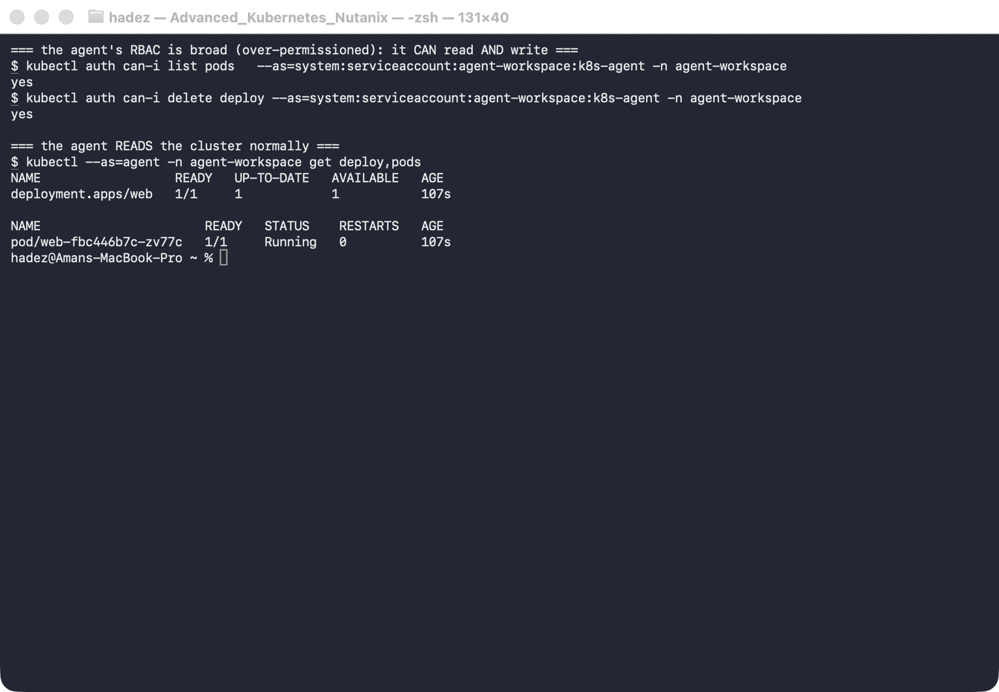 hadez — Advanced_Kubernetes_Nutanix — -zsh — 131×40
=== the agent's RBAC is broad (over-permissioned): it CAN read AND write ===
$ kubectl auth can-i list pods   --as=system:serviceaccount:agent-workspace:k8s-agent -n agent-workspace
yes
$ kubectl auth can-i delete deploy --as=system:serviceaccount:agent-workspace:k8s-agent -n agent-workspace
yes
=== the agent READS the cluster normally ===
$ kubectl --as=agent -n agent-workspace get deploy,pods
NAME                  READY   UP-TO-DATE   AVAILABLE   AGE
deployment.apps/web   1/1     1            1           107s
NAME                      READY   STATUS    RESTARTS   AGE
pod/web-fbc446b7c-zv77c   1/1     Running   0          107s
hadez@Amans-MacBook-Pro ~ %